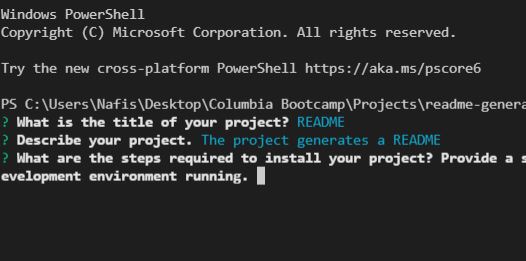 Windows PowerShell
Copyright (C) Microsoft Corporation. All rights reserved.
Try the new cross-platform PowerShell https://aka.ms/pscore6
PS C:\Users\Nafis\Desktop\Columbia Bootcamp\Projects\readme-genera
? What is the title of your project? README
? Describe your project. The project generates a README
? What are the steps required to install your project? Provide a s
evelopment environment running.